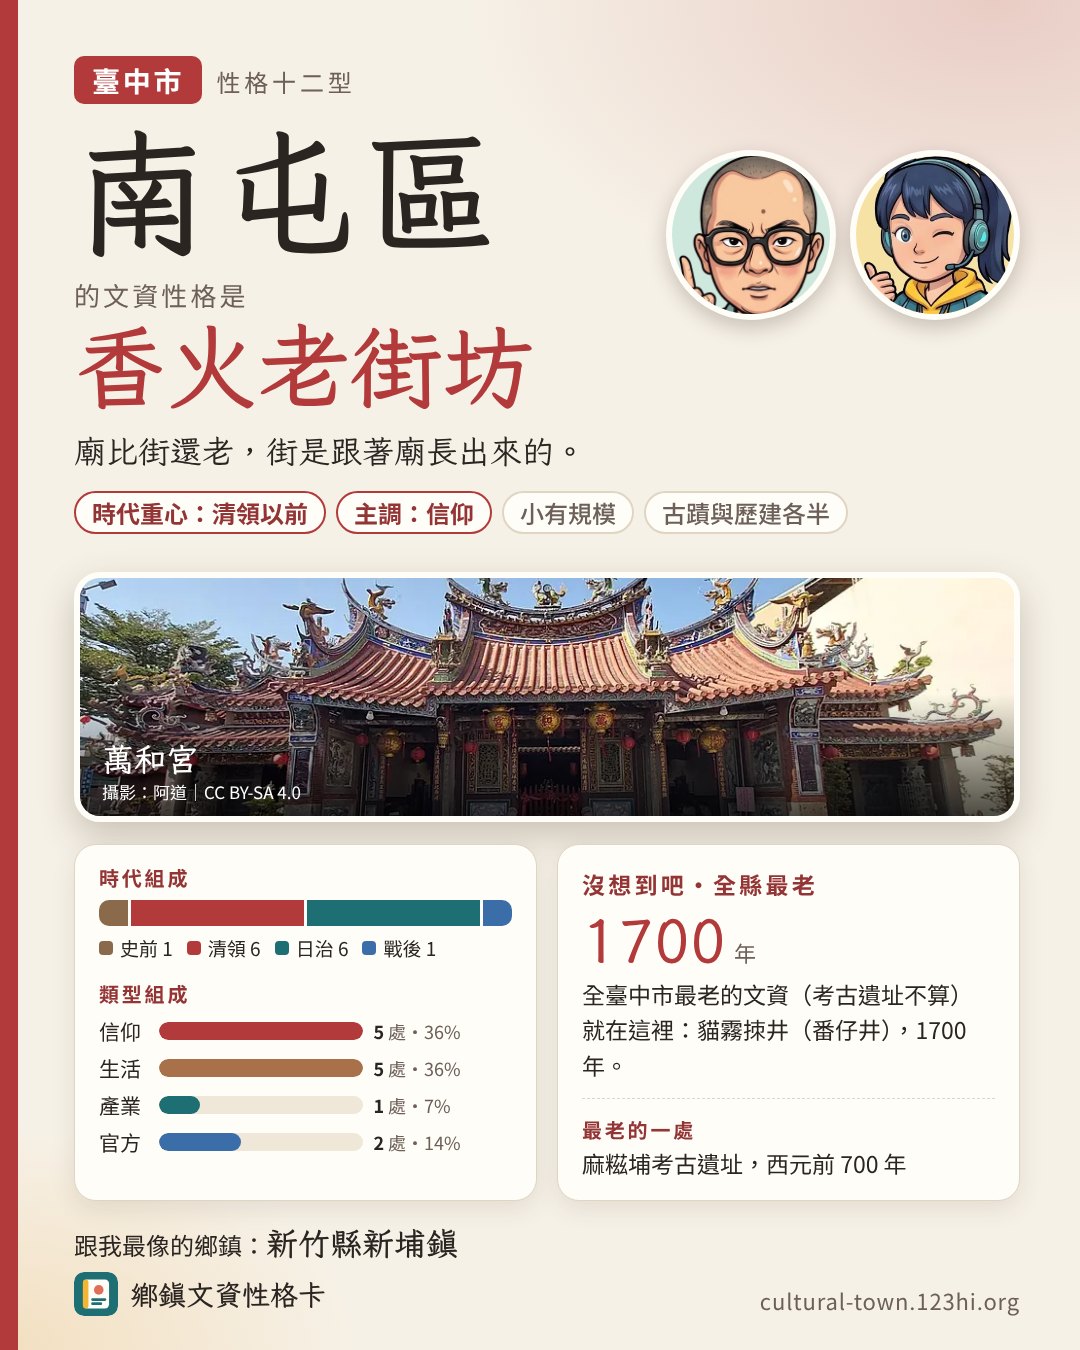 臺中市 性格十二型
南屯區
的文資性格是
香火老街坊
廟比街還老，街是跟著廟長出來的。
時代重心：清領以前 主調：信仰 小有規模 古蹟與歷建各半
萬和宮
攝影：阿道｜CC BY-SA 4.0
時代組成
史前 1 清領 6 日治 6 戰後 1
類型組成
信仰 5 處・36%
生活 5 處・36%
產業 1 處・7%
官方 2 處・14%
沒想到吧・全縣最老
1700 年
全臺中市最老的文資（考古遺址不算）
就在這裡：貓霧捒井（番仔井），1700
年。
最老的一處
麻糍埔考古遺址，西元前 700 年
跟我最像的鄉鎮：新竹縣新埔鎮
鄉鎮文資性格卡
cultural-town.123hi.org